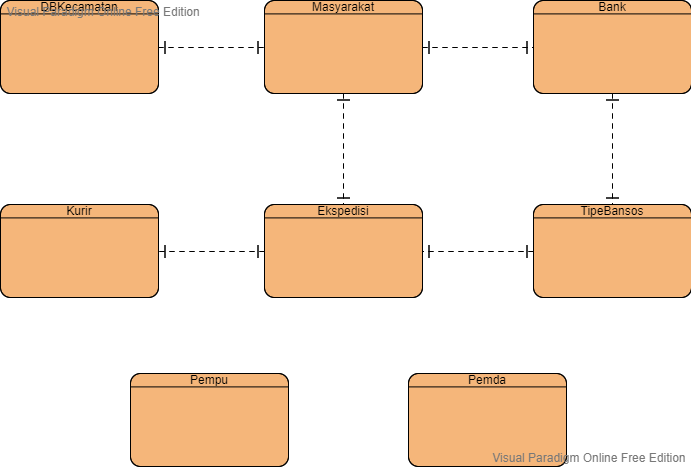 DBKecamatan
Visual Paradigm Online Free Edition
Masyarakat
Bank
Kurir
Ekspedisi
TipeBansos
Pempu
Pemda
Visual Paradigm Online Free Edition